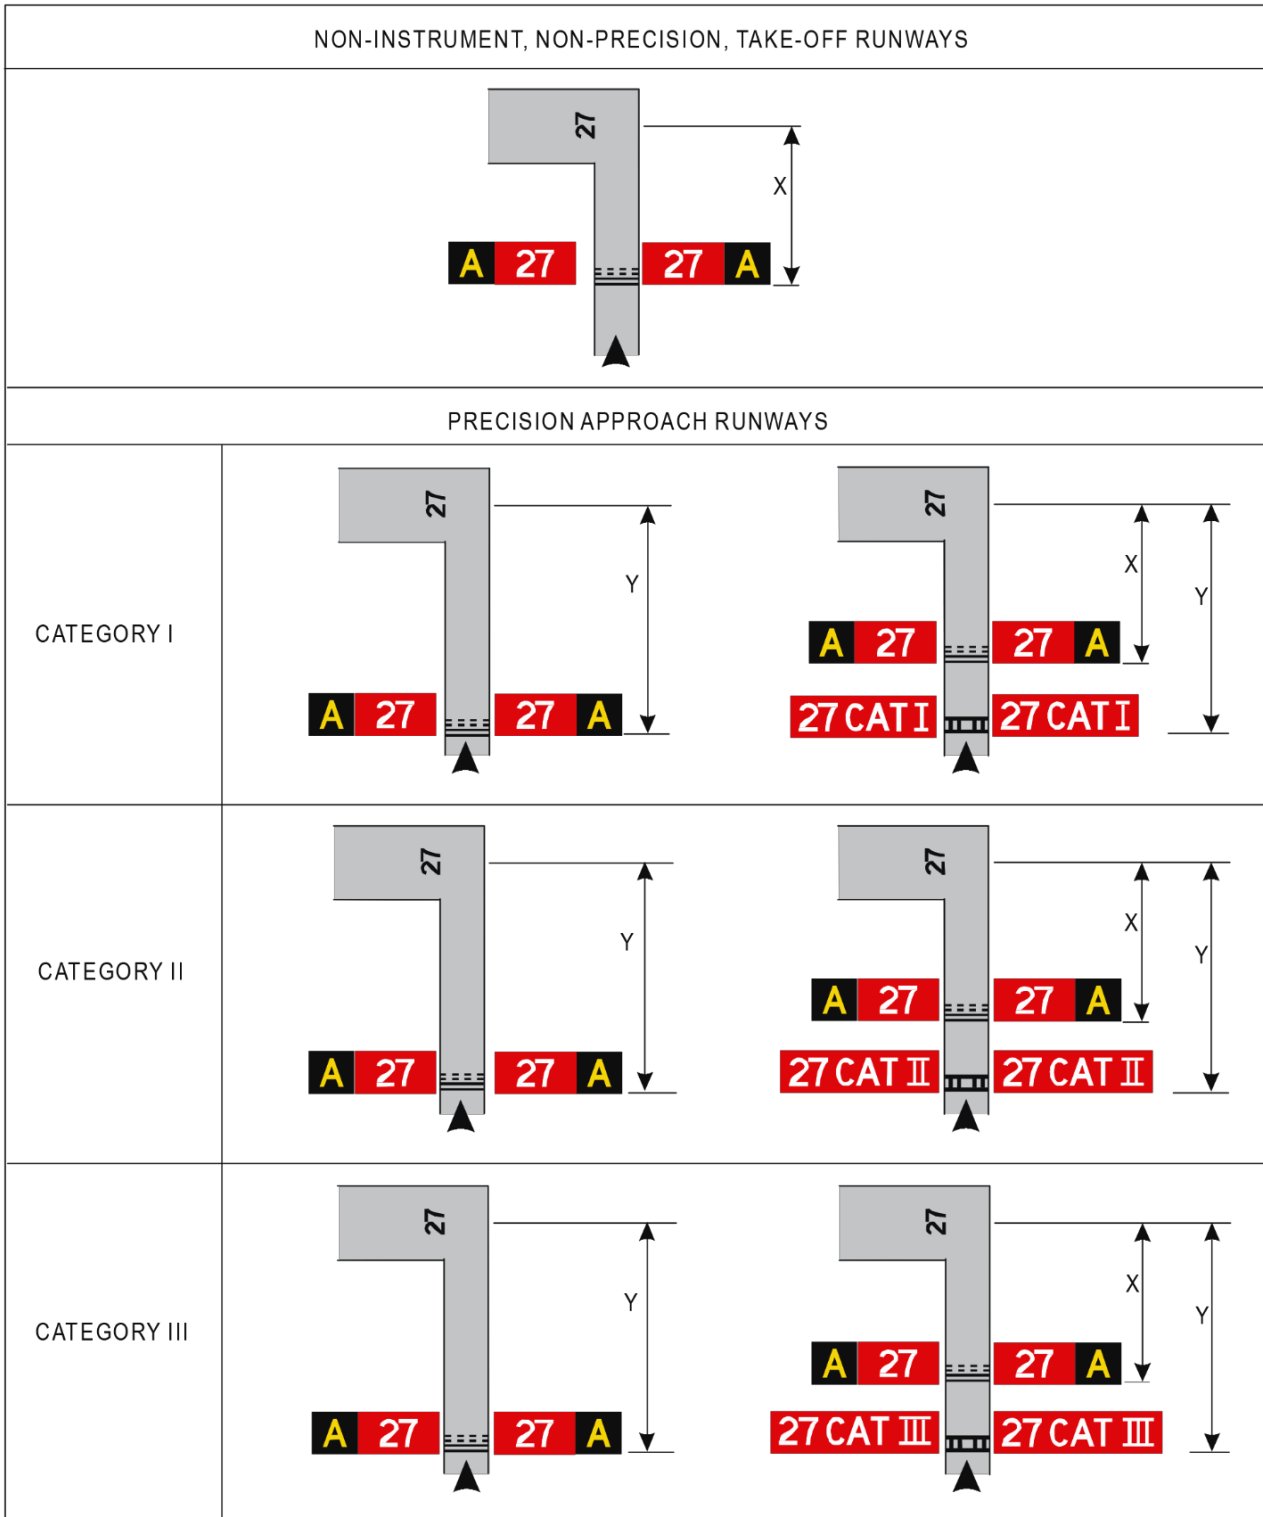 NON-INSTRUMENT, NON-PRECISION, TAKE-OFF RUNWAYS
27
X
A 27 27 A
PRECISION APPROACH RUNWAYS
CATEGORY I
27
Y
A 27 27 A
27
X
Y
A 27 27 A
27 CAT I 27 CAT I
CATEGORY II
27
Y
A 27 27 A
27
X
Y
A 27 27 A
27 CAT II 27 CAT II
CATEGORY III
27
Y
A 27 27 A
27
X
Y
A 27 27 A
27 CAT III 27 CAT III